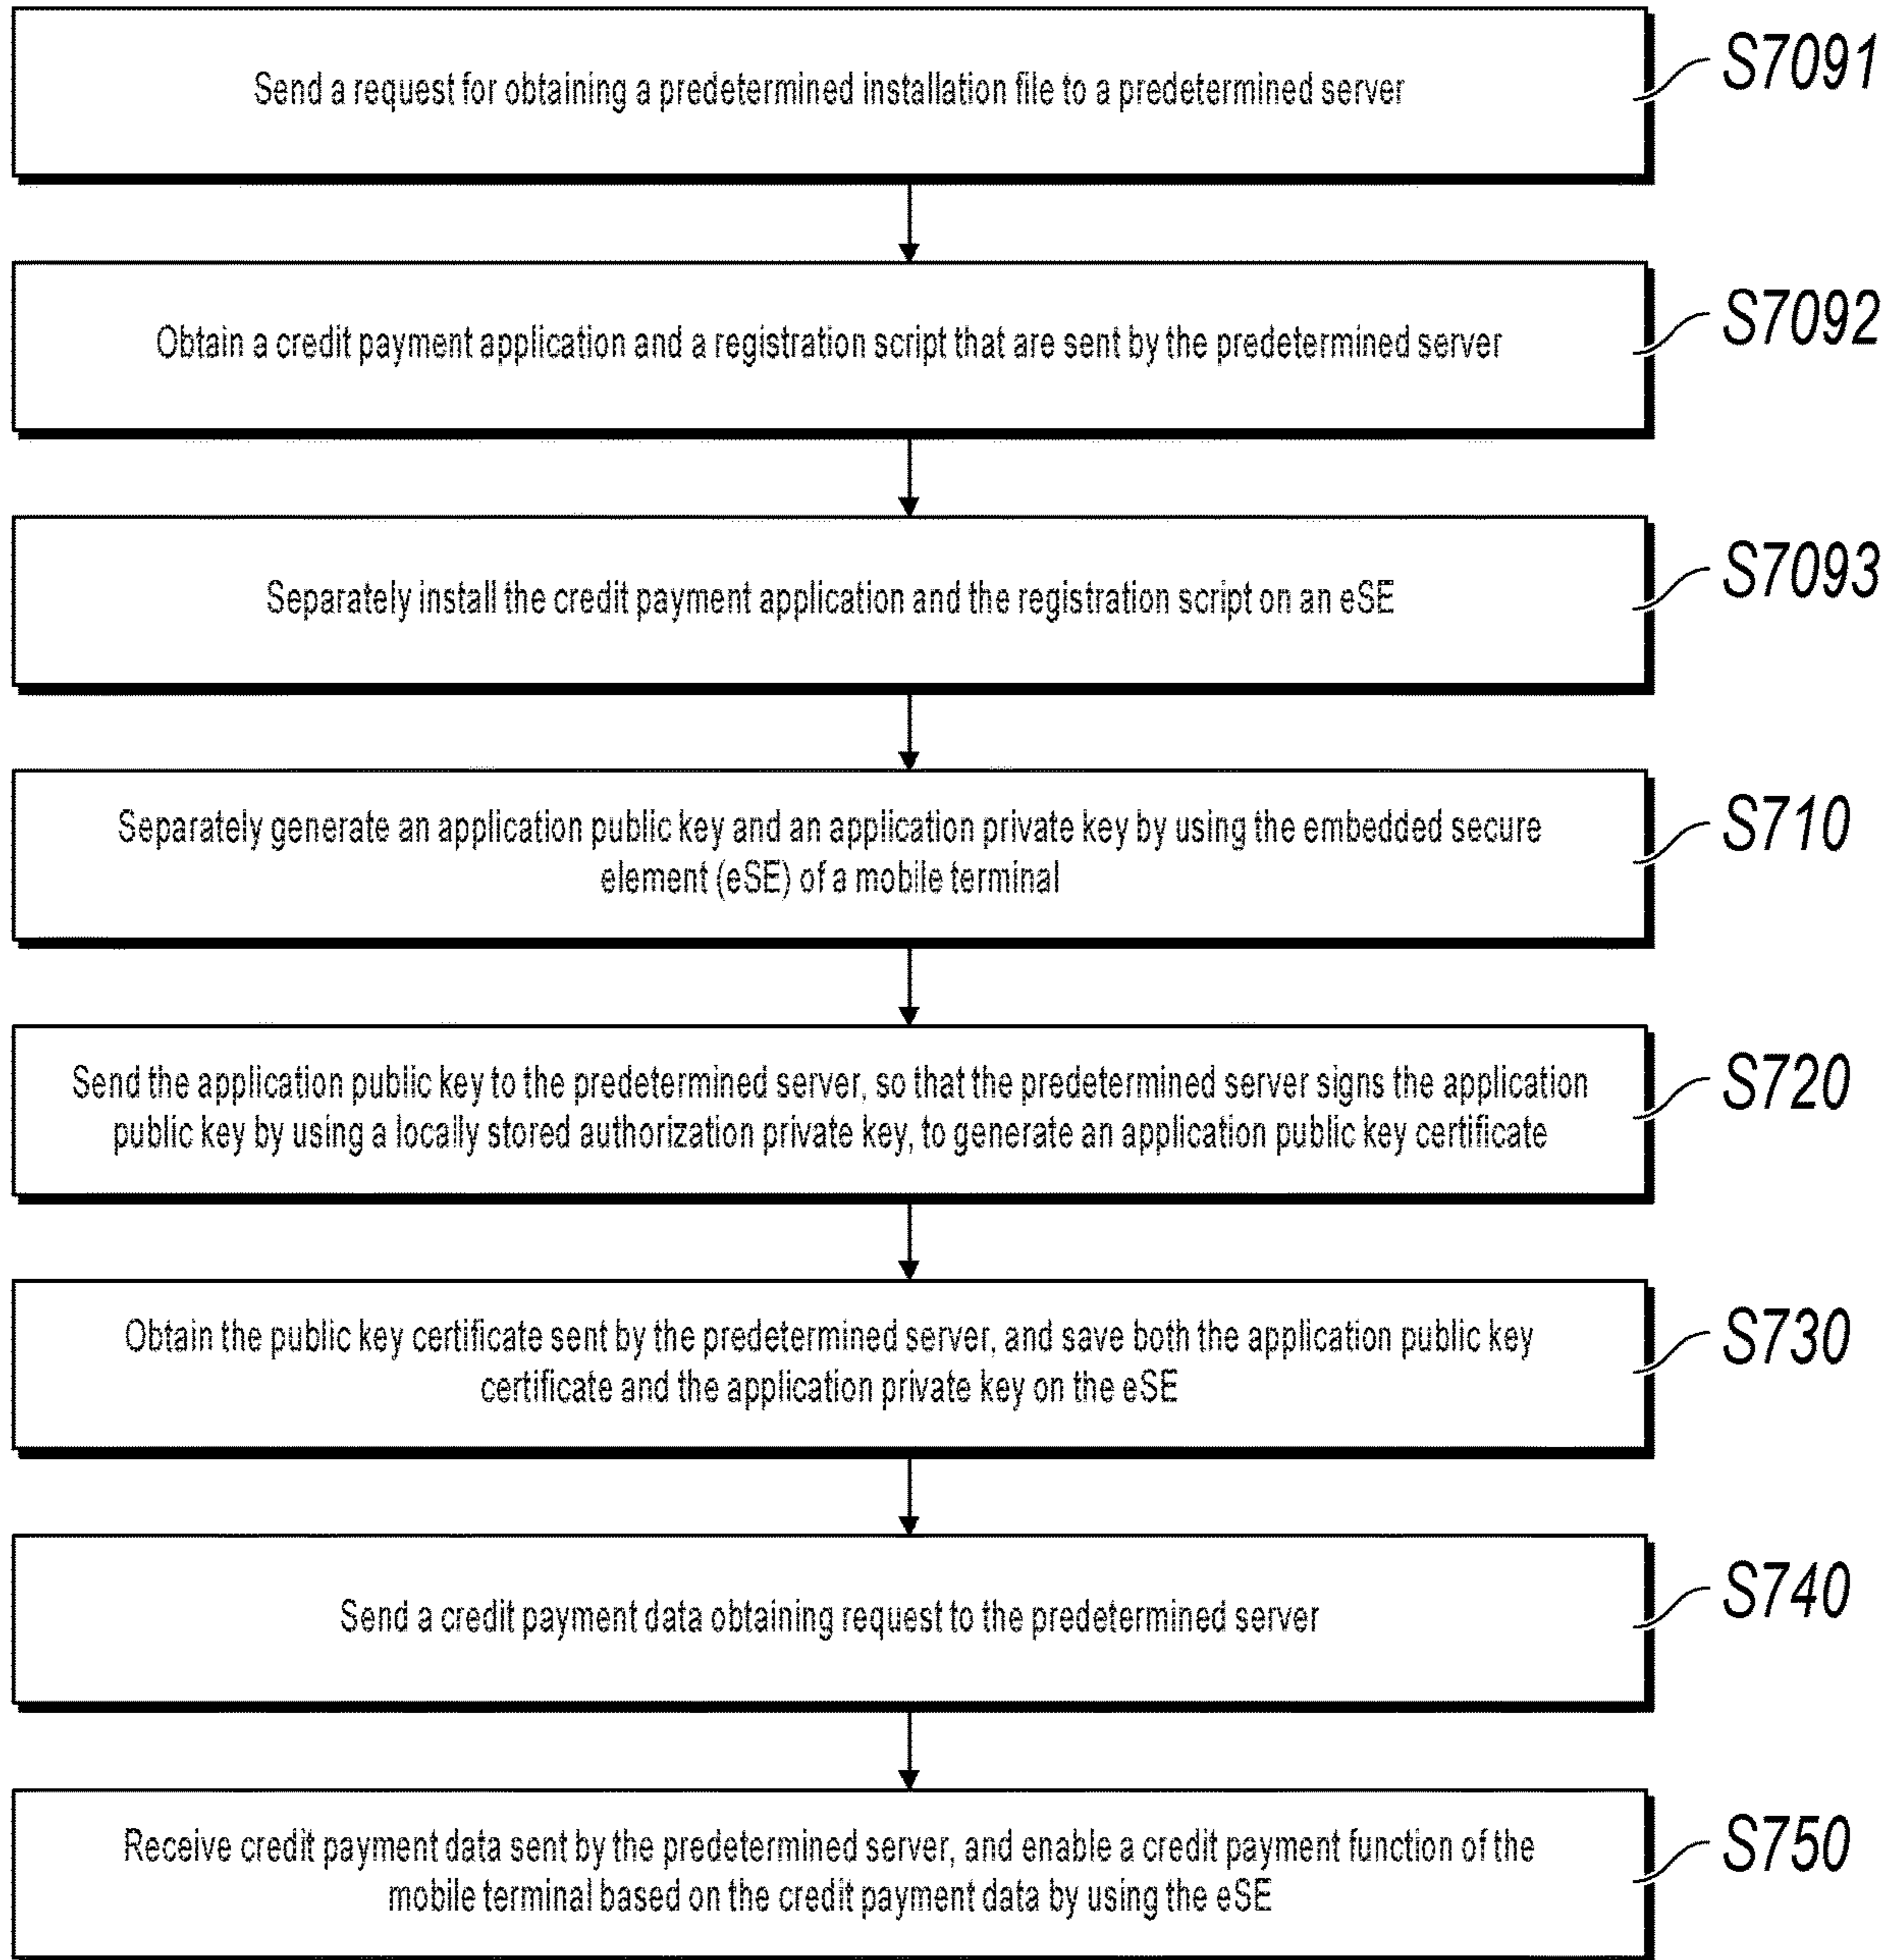 Send a request for obtaining a predetermined installation file to a predetermined server
S7091
Obtain a credit payment application and a registration script that are sent by the predetermined server
S7092
Separately install the credit payment application and the registration script on an eSE
S7093
Separately generate an application public key and an application private key by using the embedded secure
element (eSE) of a mobile terminal
S710
Send the application public key to the predetermined server, so that the predetermined server signs the application
public key by using a locally stored authorization private key, to generate an application public key certificate
S720
Obtain the public key certificate sent by the predetermined server, and save both the application public key
certificate and the application private key on the eSE
S730
Send a credit payment data obtaining request to the predetermined server
S740
Receive credit payment data sent by the predetermined server, and enable a credit payment function of the
mobile terminal based on the credit payment data by using the eSE
S750